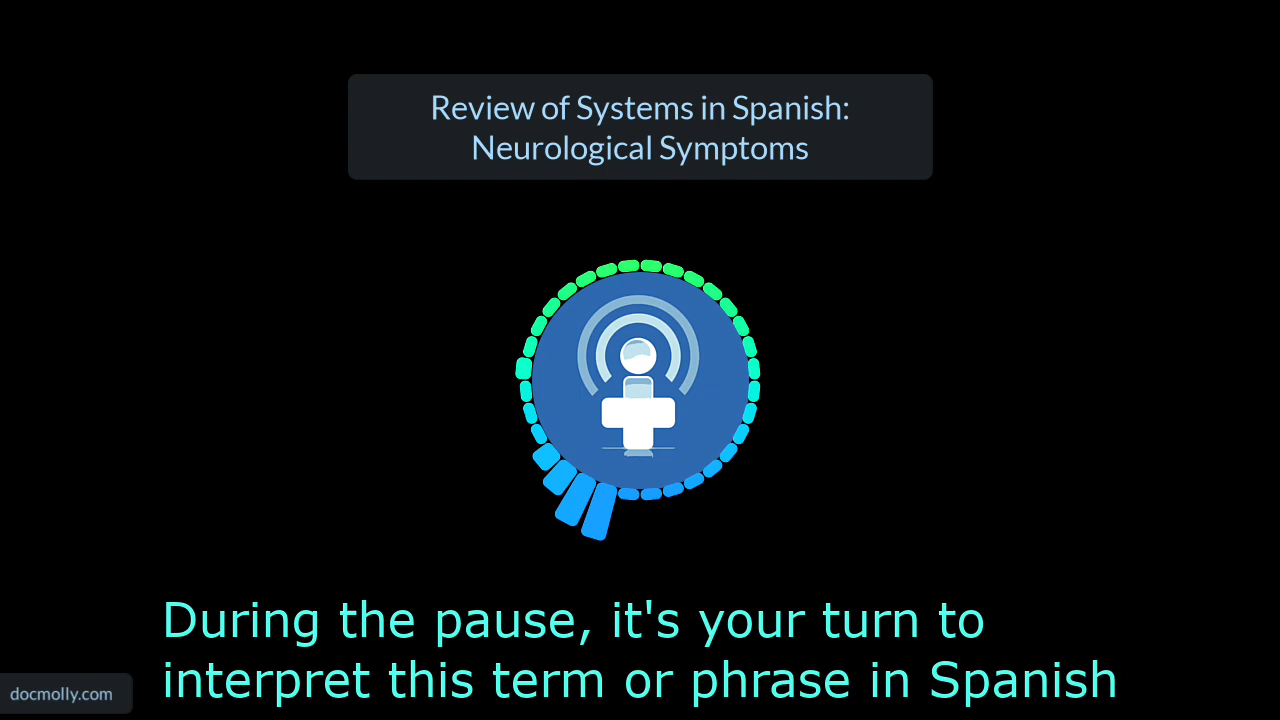 Review of Systems in Spanish:
Neurological Symptoms
During the pause, it's your turn to
interpret this term or phrase in Spanish
docmolly.com